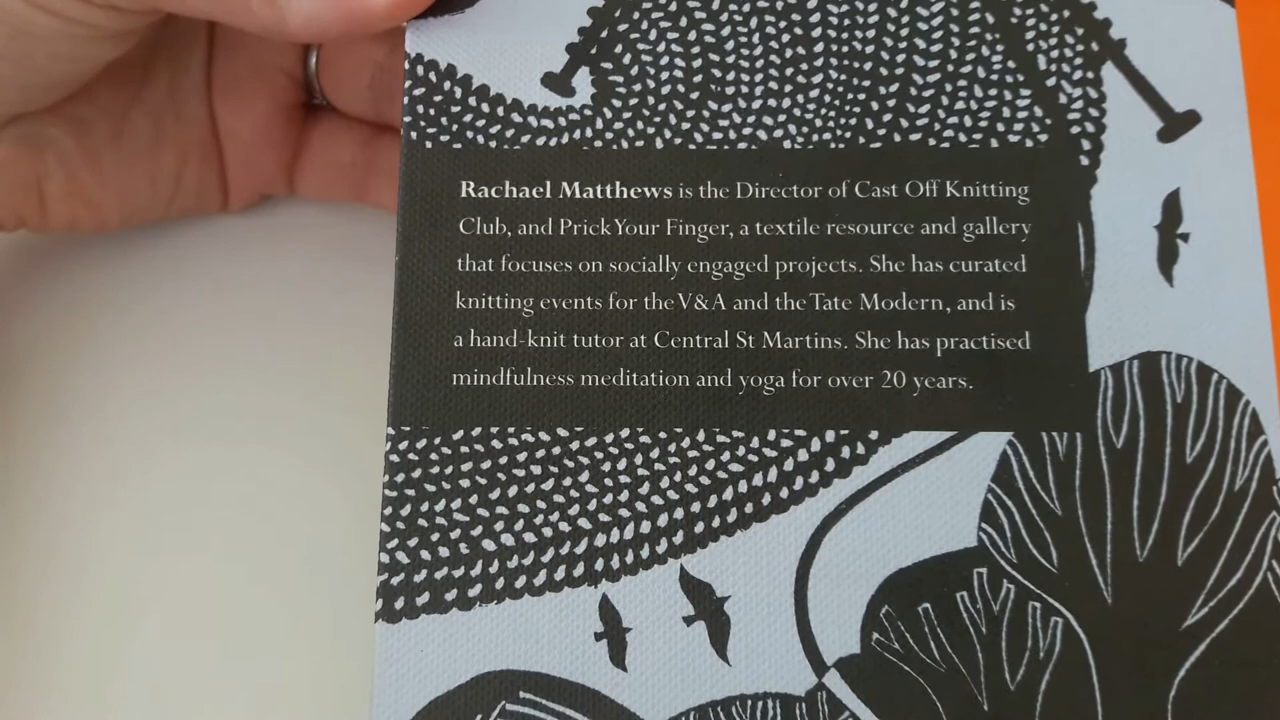 Rachael Matthews is the Director of Cast Off Knitting
Club, and Prick Your Finger, a textile resource and gallery
that focuses on socially engaged projects. She has curated
knitting events for the V&A and the Tate Modern, and is
a hand-knit tutor at Central St Martins. She has practised
mindfulness meditation and yoga for over 20 years.